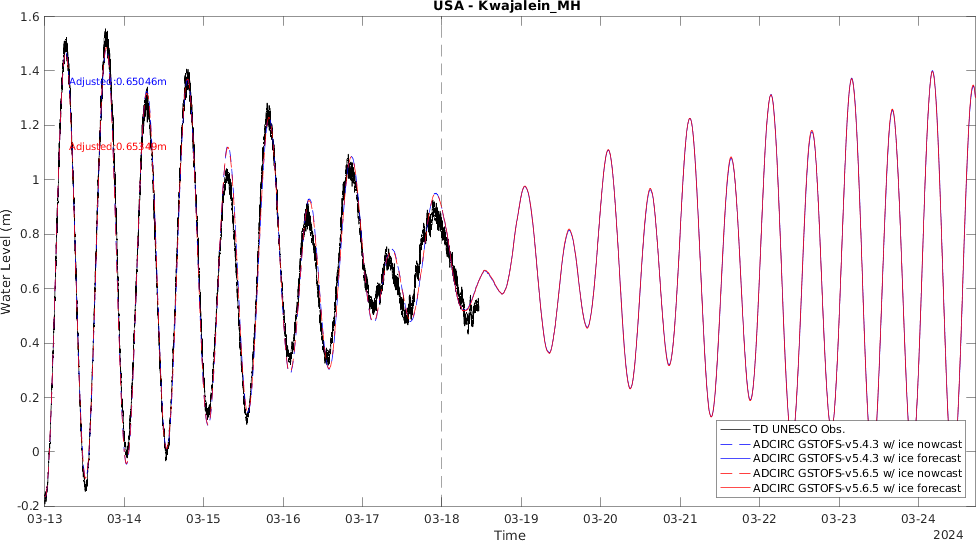 USA - Kwajalein_MH
1.6
1.4
1.2
1
0.8
0.6
0.4
0.2
0
-0.2
Water Level (m)
Adjusted:0.65046m
Adjusted:0.65349m
TD UNESCO Obs.
ADCIRC GSTOFS-v5.4.3 w/ ice nowcast
ADCIRC GSTOFS-v5.4.3 w/ ice forecast
ADCIRC GSTOFS-v5.6.5 w/ ice nowcast
ADCIRC GSTOFS-v5.6.5 w/ ice forecast
03-13 03-14 03-15 03-16 03-17 03-18 03-19 03-20 03-21 03-22 03-23 03-24
Time
2024